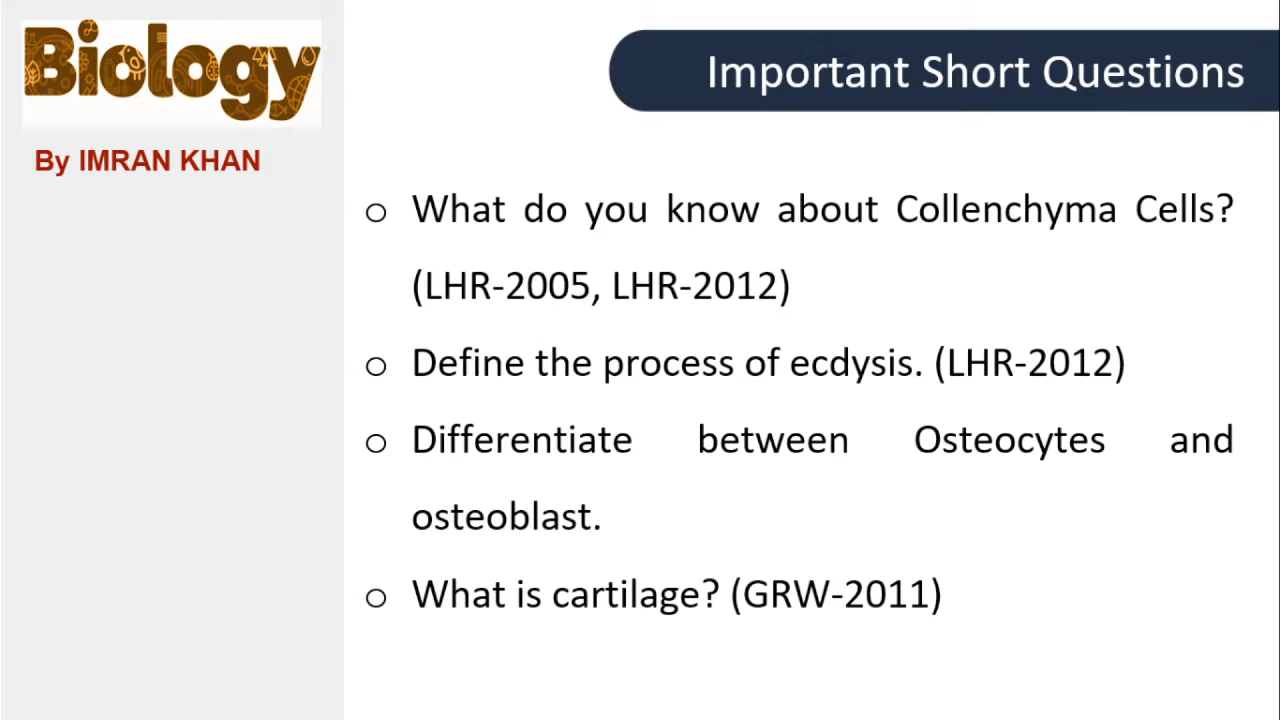 Biology
By IMRAN KHAN
Important Short Questions
o What do you know about Collenchyma Cells?
(LHR-2005, LHR-2012)
o Define the process of ecdysis. (LHR-2012)
o Differentiate between Osteocytes and
osteoblast.
o What is cartilage? (GRW-2011)